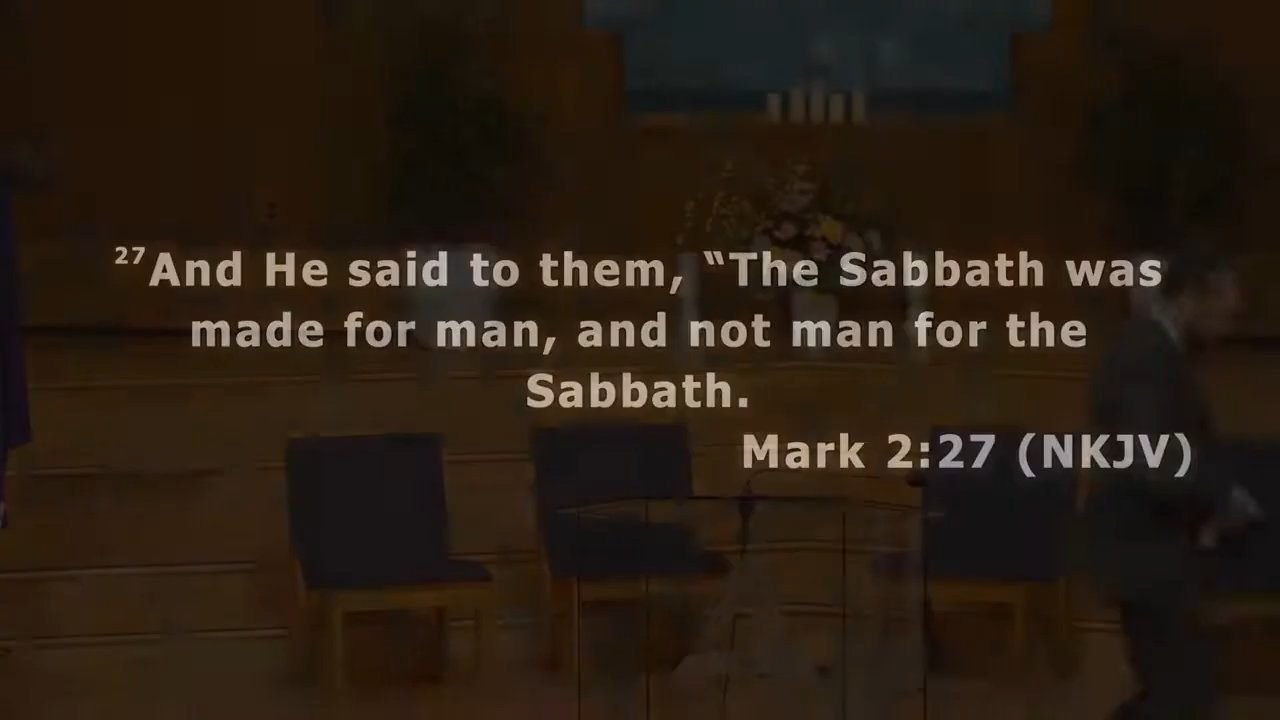 ²⁷And He said to them, “The Sabbath was
made for man, and not man for the
Sabbath.
Mark 2:27 (NKJV)